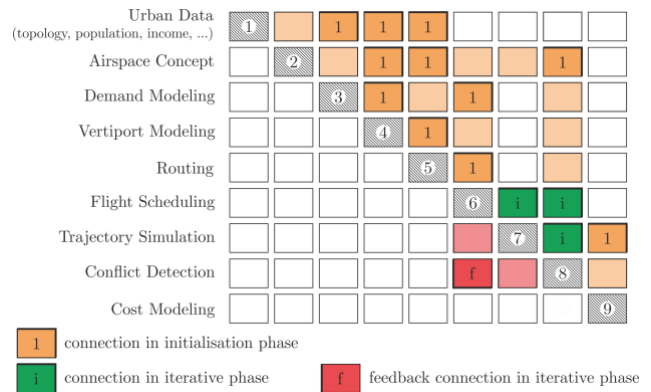 Urban Data
(topology, population, income, ...)
1 1 1 1
Airspace Concept 2 1 1 1
Demand Modeling 3 1 1
Vertiport Modeling 4 1
Routing 5 1
Flight Scheduling 6 i i
Trajectory Simulation 7 i 1
Conflict Detection f 8
Cost Modeling 9
1 connection in initialisation phase
i connection in iterative phase f feedback connection in iterative phase